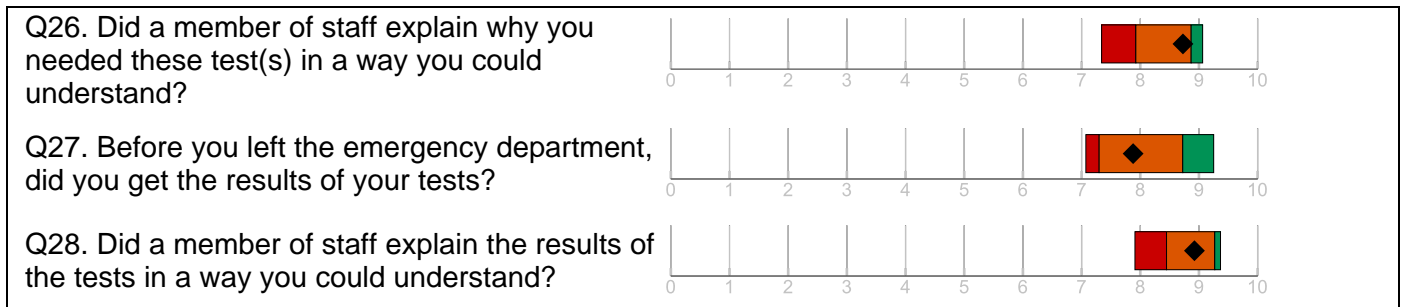 Q26. Did a member of staff explain why you
needed these test(s) in a way you could
understand?
0 1 2 3 4 5 6 7 8 9 10
Q27. Before you left the emergency department,
did you get the results of your tests?
0 1 2 3 4 5 6 7 8 9 10
Q28. Did a member of staff explain the results of
the tests in a way you could understand?
0 1 2 3 4 5 6 7 8 9 10